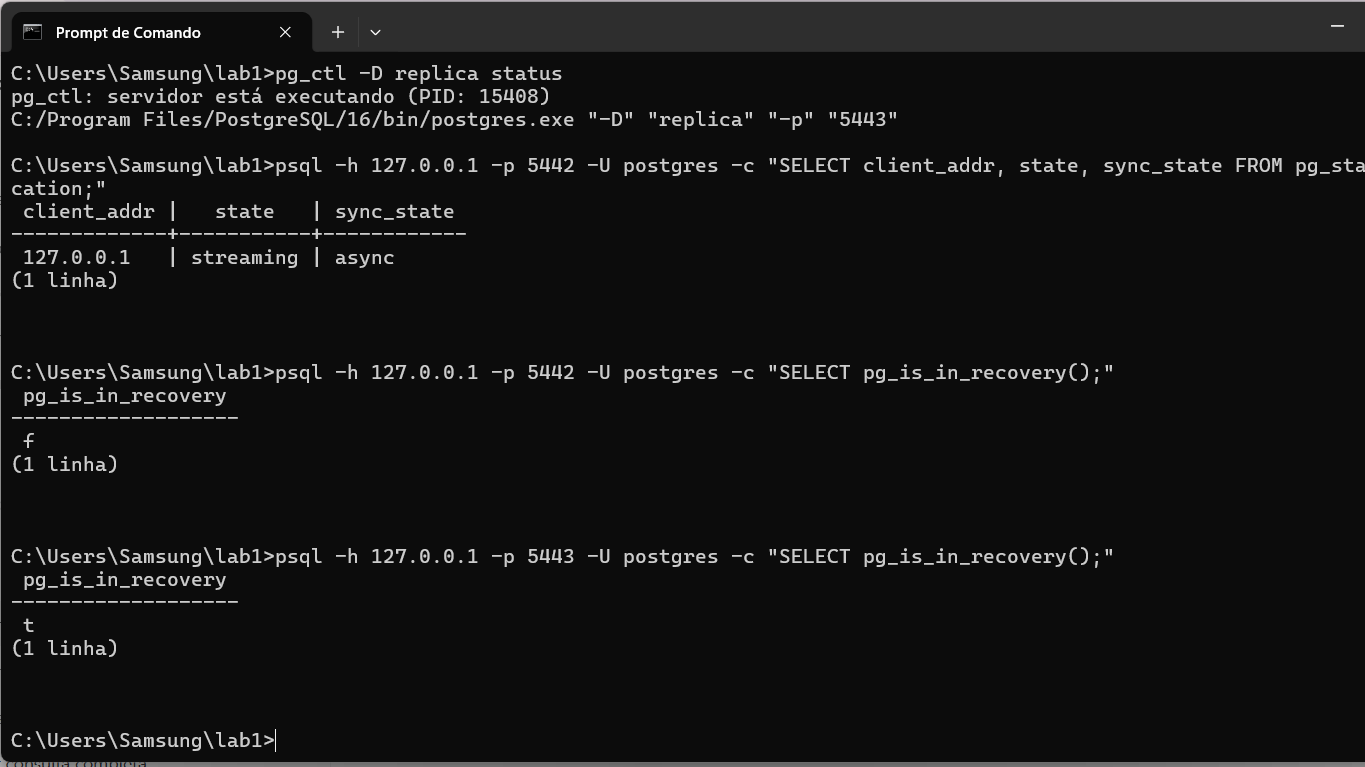 Prompt de Comando
C:\Users\Samsung\lab1>pg_ctl -D replica status
pg_ctl: servidor está executando (PID: 15408)
C:/Program Files/PostgreSQL/16/bin/postgres.exe "-D" "replica" "-p" "5443"
C:\Users\Samsung\lab1>psql -h 127.0.0.1 -p 5442 -U postgres -c "SELECT client_addr, state, sync_state FROM pg_sta
cation;"
client_addr |   state   | sync_state
-------------+-----------+------------
127.0.0.1   | streaming | async
(1 linha)
C:\Users\Samsung\lab1>psql -h 127.0.0.1 -p 5442 -U postgres -c "SELECT pg_is_in_recovery();"
pg_is_in_recovery
-------------------
f
(1 linha)
C:\Users\Samsung\lab1>psql -h 127.0.0.1 -p 5443 -U postgres -c "SELECT pg_is_in_recovery();"
pg_is_in_recovery
-------------------
t
(1 linha)
C:\Users\Samsung\lab1>